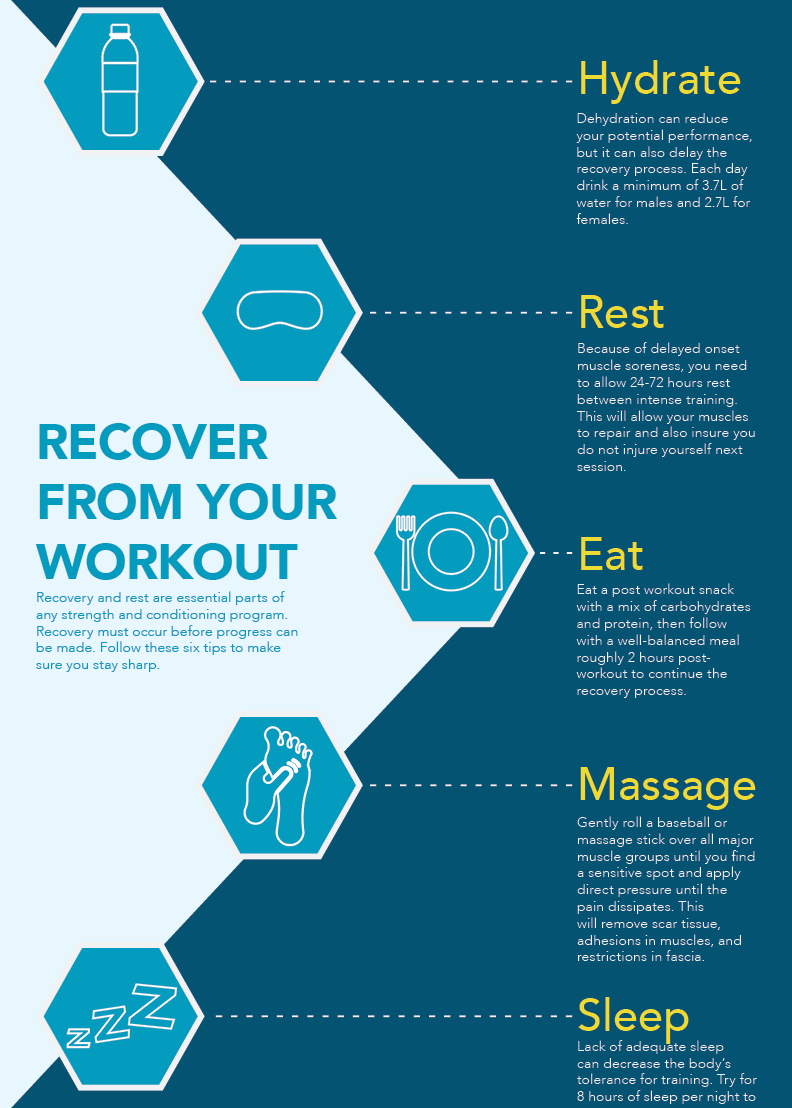 Hydrate
Dehydration can reduce
your potential performance,
but it can also delay the
recovery process. Each day
drink a minimum of 3.7L of
water for males and 2.7L for
females.
Rest
Because of delayed onset
muscle soreness, you need
to allow 24-72 hours rest
between intense training.
This will allow your muscles
to repair and also insure you
do not injure yourself next
session.
RECOVER
FROM YOUR
WORKOUT
Recovery and rest are essential parts of
any strength and conditioning program.
Recovery must occur before progress can
be made. Follow these six tips to make
sure you stay sharp.
Eat
Eat a post workout snack
with a mix of carbohydrates
and protein, then follow
with a well-balanced meal
roughly 2 hours post-
workout to continue the
recovery process.
Massage
Gently roll a baseball or
massage stick over all major
muscle groups until you find
a sensitive spot and apply
direct pressure until the
pain dissipates. This
will remove scar tissue,
adhesions in muscles, and
restrictions in fascia.
z z z
Sleep
Lack of adequate sleep
can decrease the body's
tolerance for training. Try for
8 hours of sleep per night to